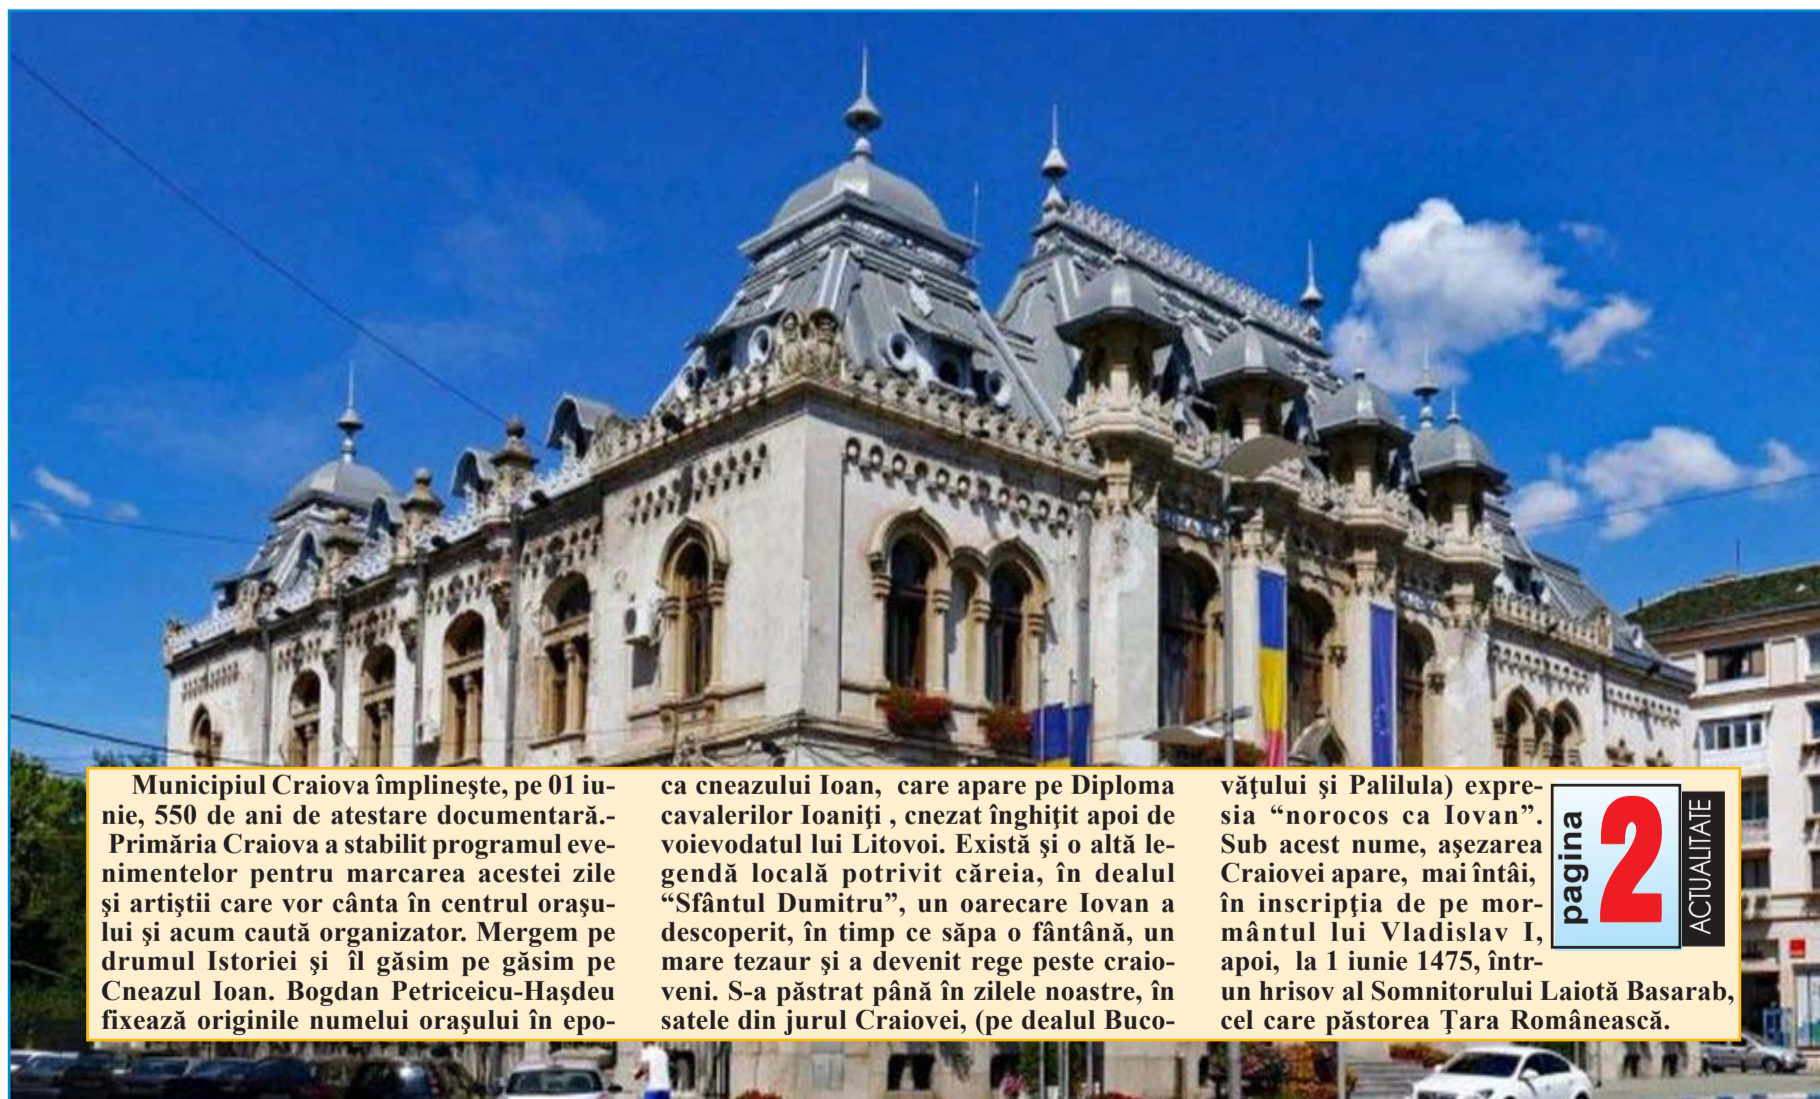 Municipiul Craiova împlineşte, pe 01 iu-
nie, 550 de ani de atestare documentară.-
Primăria Craiova a stabilit programul eve-
nimentelor pentru marcarea acestei zile
şi artiştii care vor cânta în centrul oraşu-
lui şi acum caută organizator. Mergem pe
drumul Istoriei şi îl găsim pe găsim pe
Cneazul Ioan. Bogdan Petriceicu-Haşdeu
fixează originile numelui oraşului în epo-
ca cneazului Ioan, care apare pe Diploma
cavalerilor Ioaniţi , cnezat înghiţit apoi de
voievodatul lui Litovoi. Există şi o altă le-
gendă locală potrivit căreia, în dealul
“Sfântul Dumitru”, un oarecare Iovan a
descoperit, în timp ce săpa o fântână, un
mare tezaur şi a devenit rege peste craio-
veni. S-a păstrat până în zilele noastre, în
satele din jurul Craiovei, (pe dealul Buco-
văţului şi Palilula) expre-
sia “norocos ca Iovan”.
Sub acest nume, aşezarea
Craiovei apare, mai întâi,
în inscripţia de pe mor-
mântul lui Vladislav I,
apoi, la 1 iunie 1475, într-
un hrisov al Somnitorului Laiotă Basarab,
cel care păstorea Ţara Românească.
pagina
2
ACTUALITATE